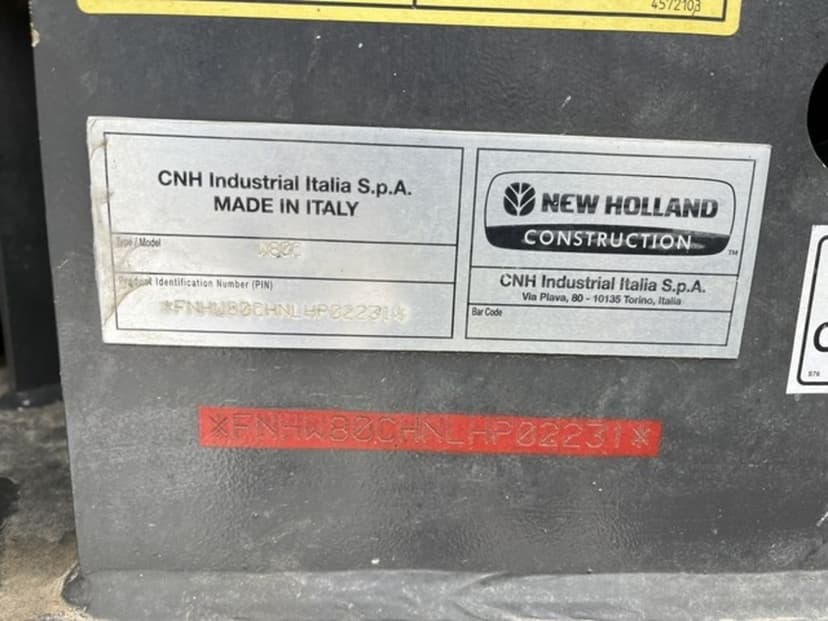 4572103
CNH Industrial Italia S.p.A.
MADE IN ITALY
Type / Model
W80C
Product Identification Number (PIN)
*FNHW80CHNLHP02231*
NEW HOLLAND
CONSTRUCTION
TM
CNH Industrial Italia S.p.A.
Via Plava, 80 - 10135 Torino, Italia
Bar Code
*FNHW80CHNLHP02231*